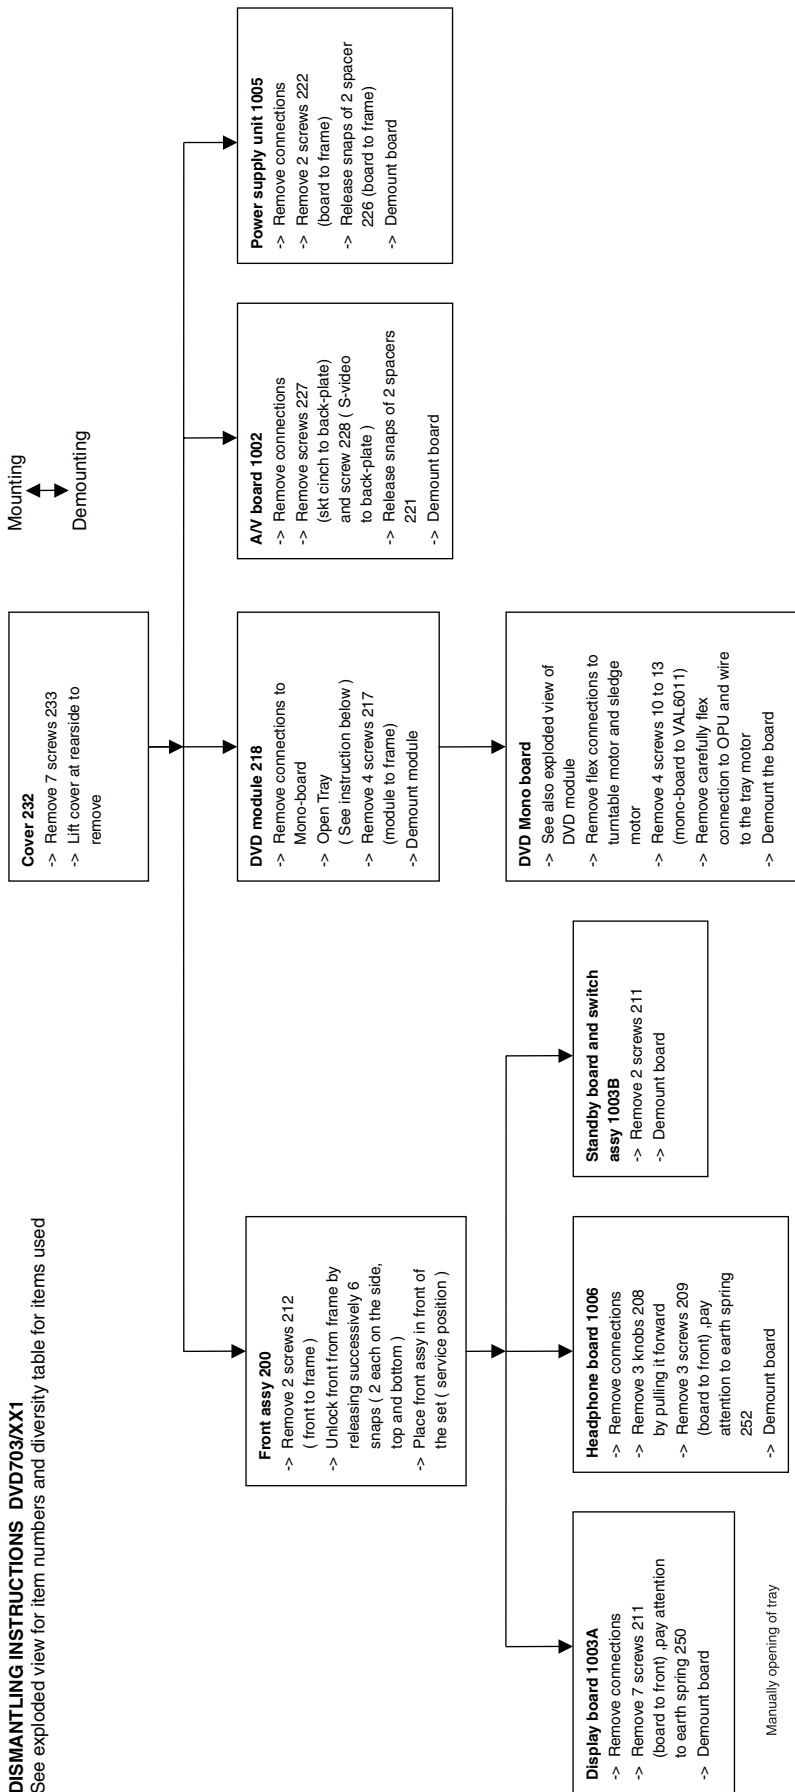 DISMANTLING INSTRUCTIONS  DVD703/XX1
See exploded view for item numbers and diversity table for items used
Mounting
Demounting
Cover 232
-> Remove 7 screws 233
-> Lift cover at rearside to
remove
Front assy 200
-> Remove 2 screws 212
( front to frame )
-> Unlock front from frame by
releasing successively 6
snaps ( 2 each on the side,
top and bottom )
-> Place front assy in front of
the set ( service position )
DVD module 218
-> Remove connections to
Mono-board
-> Open Tray
( See instruction below )
-> Remove 4 screws 217
(module to frame)
-> Demount module
A/V board 1002
-> Remove connections
-> Remove screws 227
(skt cinch to back-plate)
and screw 228 ( S-video
to back-plate )
-> Release snaps of 2 spacers
221
-> Demount board
Power supply unit 1005
-> Remove connections
-> Remove 2 screws 222
(board to frame)
-> Release snaps of 2 spacer
226 (board to frame)
-> Demount board
Display board 1003A
-> Remove connections
-> Remove 7 screws 211
(board to front) ,pay attention
to earth spring 250
-> Demount board
Headphone board 1006
-> Remove connections
-> Remove 3 knobs 208
by pulling it forward
-> Remove 3 screws 209
(board to front) ,pay
attention to earth spring
252
-> Demount board
Standby board and switch
assy 1003B
-> Remove 2 screws 211
-> Demount board
DVD Mono board
-> See also exploded view of
DVD module
-> Remove flex connections to
turntable motor and sledge
motor
-> Remove 4 screws 10 to 13
(mono-board to VAL6011)
-> Remove carefully flex
connection to OPU and wire
to the tray motor
-> Demount the board
Manually opening of tray